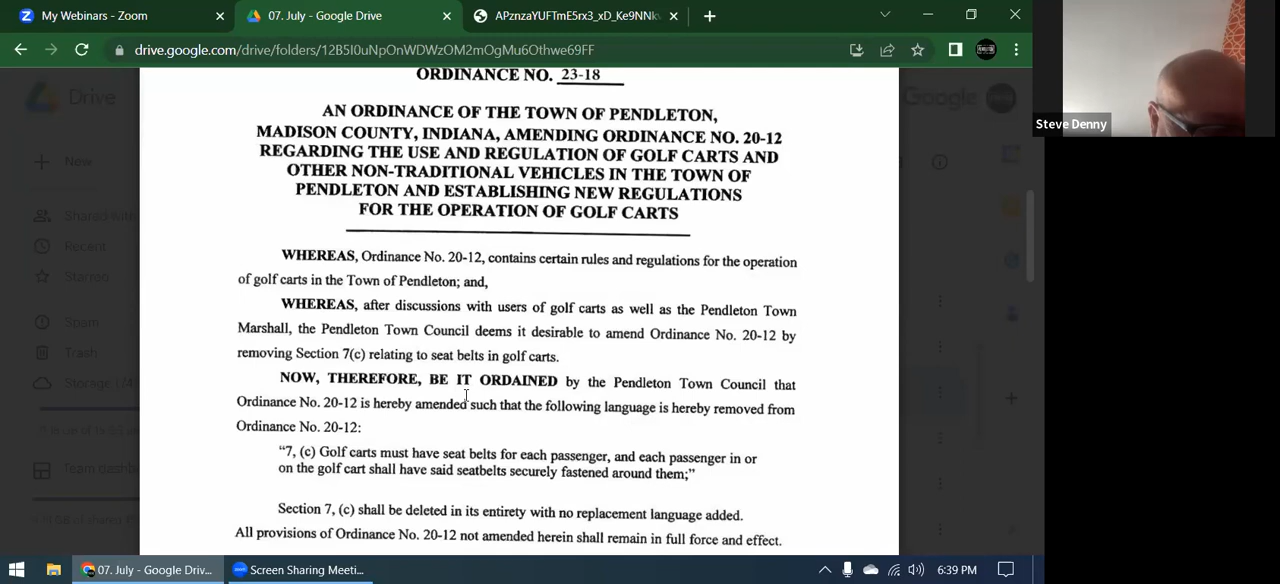 My Webinars - Zoom
07. July - Google Drive
APznzaYUFTmE5rx3_xD_Ke9NNk
drive.google.com/drive/folders/12B5I0uNpOnWDWzOM2mOgMu6Othwe69FF
Drive
Google
New
Recent
Starred
Spam
Trash
Storage
ORDINANCE NO. 23-18
AN ORDINANCE OF THE TOWN OF PENDLETON,
MADISON COUNTY, INDIANA, AMENDING ORDINANCE NO. 20-12
REGARDING THE USE AND REGULATION OF GOLF CARTS AND
OTHER NON-TRADITIONAL VEHICLES IN THE TOWN OF
PENDLETON AND ESTABLISHING NEW REGULATIONS
FOR THE OPERATION OF GOLF CARTS
WHEREAS, Ordinance No. 20-12, contains certain rules and regulations for the operation
of golf carts in the Town of Pendleton; and,
WHEREAS, after discussions with users of golf carts as well as the Pendleton Town
Marshall, the Pendleton Town Council deems it desirable to amend Ordinance No. 20-12 by
removing Section 7(c) relating to seat belts in golf carts.
NOW, THEREFORE, BE IT ORDAINED by the Pendleton Town Council that
Ordinance No. 20-12 is hereby amended such that the following language is hereby removed from
Ordinance No. 20-12:
"7, (c) Golf carts must have seat belts for each passenger, and each passenger in or
on the golf cart shall have said seatbelts securely fastened around them;"
Section 7, (c) shall be deleted in its entirety with no replacement language added.
All provisions of Ordinance No. 20-12 not amended herein shall remain in full force and effect.
Steve Denny
07. July - Google Driv...
Screen Sharing Meeti...
6:39 PM